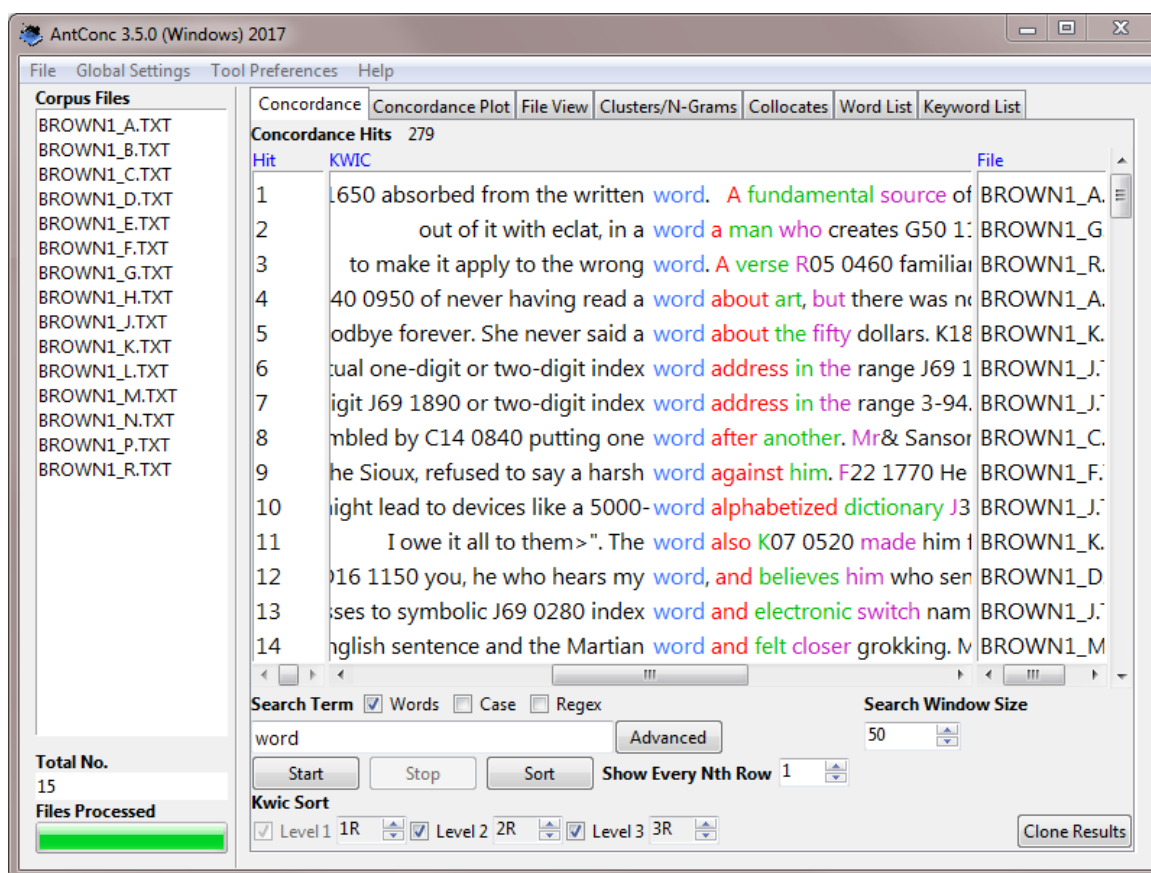 AntConc 3.5.0 (Windows) 2017
File Global Settings Tool Preferences Help
Corpus Files
BROWN1_A.TXT
BROWN1_B.TXT
BROWN1_C.TXT
BROWN1_D.TXT
BROWN1_E.TXT
BROWN1_F.TXT
BROWN1_G.TXT
BROWN1_H.TXT
BROWN1_J.TXT
BROWN1_K.TXT
BROWN1_L.TXT
BROWN1_M.TXT
BROWN1_N.TXT
BROWN1_P.TXT
BROWN1_R.TXT
Total No.
15
Files Processed
Concordance Concordance Plot File View Clusters/N-Grams Collocates Word List Keyword List
Concordance Hits 279
Hit KWIC File
1 1650 absorbed from the written word. A fundamental source of BROWN1_A.
2 out of it with eclat, in a word a man who creates G50 11 BROWN1_G
3 to make it apply to the wrong word. A verse R05 0460 familiar BROWN1_R.
4 40 0950 of never having read a word about art, but there was no BROWN1_A.
5 odbye forever. She never said a word about the fifty dollars. K18 BROWN1_K.
6 tual one-digit or two-digit index word address in the range J69 1 BROWN1_J.T
7 igit J69 1890 or two-digit index word address in the range 3-94. BROWN1_J.T
8 mbled by C14 0840 putting one word after another. Mr& Sansor BROWN1_C.
9 he Sioux, refused to say a harsh word against him. F22 1770 He BROWN1_F.
10 ight lead to devices like a 5000-word alphabetized dictionary J3 BROWN1_J.T
11 I owe it all to them>". The word also K07 0520 made him f BROWN1_K.
12 016 1150 you, he who hears my word, and believes him who sen BROWN1_D
13 sses to symbolic J69 0280 index word and electronic switch nam BROWN1_J.T
14 nglish sentence and the Martian word and felt closer grokking. M BROWN1_M
Search Term Words Case Regex Search Window Size
word Advanced 50
Start Stop Sort Show Every Nth Row 1
Kwic Sort
Level 1 1R Level 2 2R Level 3 3R Clone Results